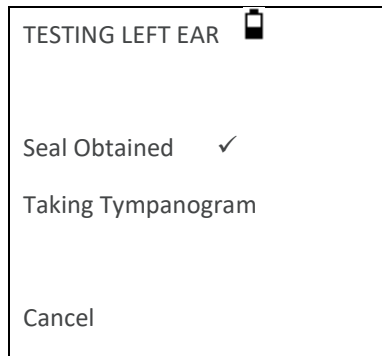 TESTING LEFT EAR
Seal Obtained ✓
Taking Tympanogram
Cancel